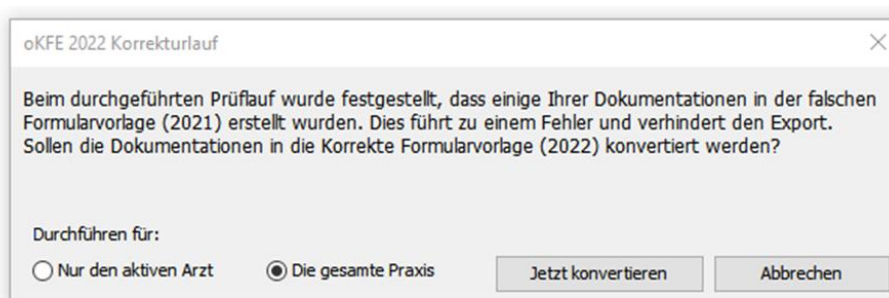 oKFE 2022 Korrekturlauf
Beim durchgeführten Prüflauf wurde festgestellt, dass einige Ihrer Dokumentationen in der falschen
Formularvorlage (2021) erstellt wurden. Dies führt zu einem Fehler und verhindert den Export.
Sollen die Dokumentationen in die Korrekte Formularvorlage (2022) konvertiert werden?
Durchführen für:
Nur den aktiven Arzt Die gesamte Praxis Jetzt konvertieren Abbrechen